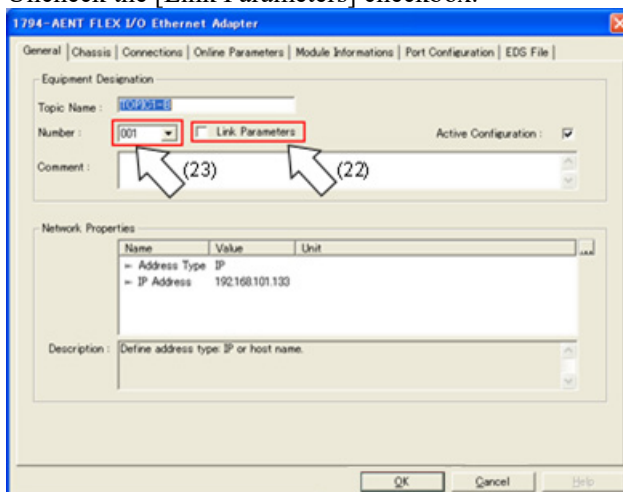 Uncheck the [Link Parameters] checkbox.
1794-AENT FLEX I/O Ethernet Adapter
General Chassis Connections Online Parameters Module Informations Port Configuration EDS File
Equipment Designation
Topic Name : TOPIC1-B
Number : 001 Link Parameters Active Configuration :
Comment : (23) (22)
Network Properties
Name Value Unit
Address Type IP
IP Address 192.168.101.133
...
Description : Define address type: IP or host name.
OK Cancel Help